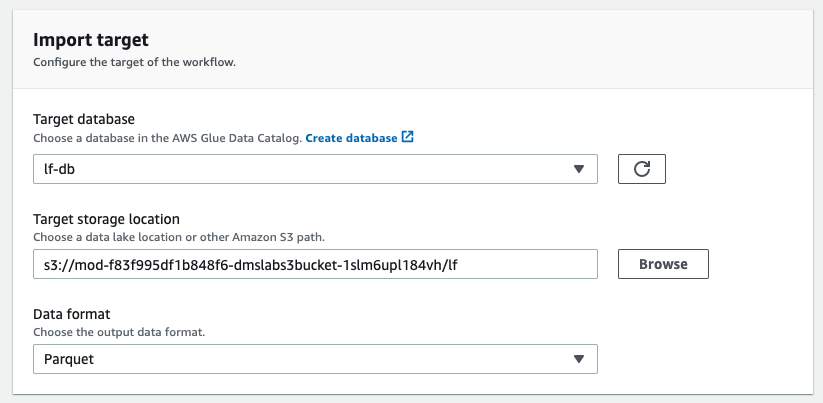 Import target
Configure the target of the workflow.
Target database
Choose a database in the AWS Glue Data Catalog. Create database
lf-db
Target storage location
Choose a data lake location or other Amazon S3 path.
s3://mod-f83f995df1b848f6-dmslabs3bucket-1slm6upl184vh/lf
Browse
Data format
Choose the output data format.
Parquet